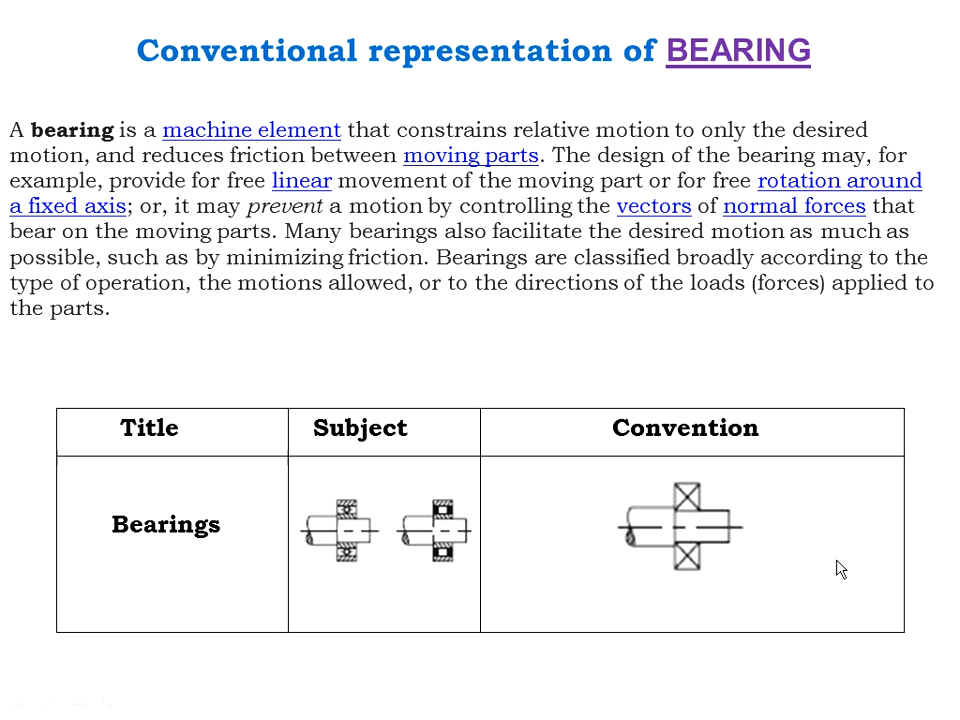 Conventional representation of BEARING
A bearing is a machine element that constrains relative motion to only the desired
motion, and reduces friction between moving parts. The design of the bearing may, for
example, provide for free linear movement of the moving part or for free rotation around
a fixed axis; or, it may prevent a motion by controlling the vectors of normal forces that
bear on the moving parts. Many bearings also facilitate the desired motion as much as
possible, such as by minimizing friction. Bearings are classified broadly according to the
type of operation, the motions allowed, or to the directions of the loads (forces) applied to
the parts.
Title Subject Convention
Bearings